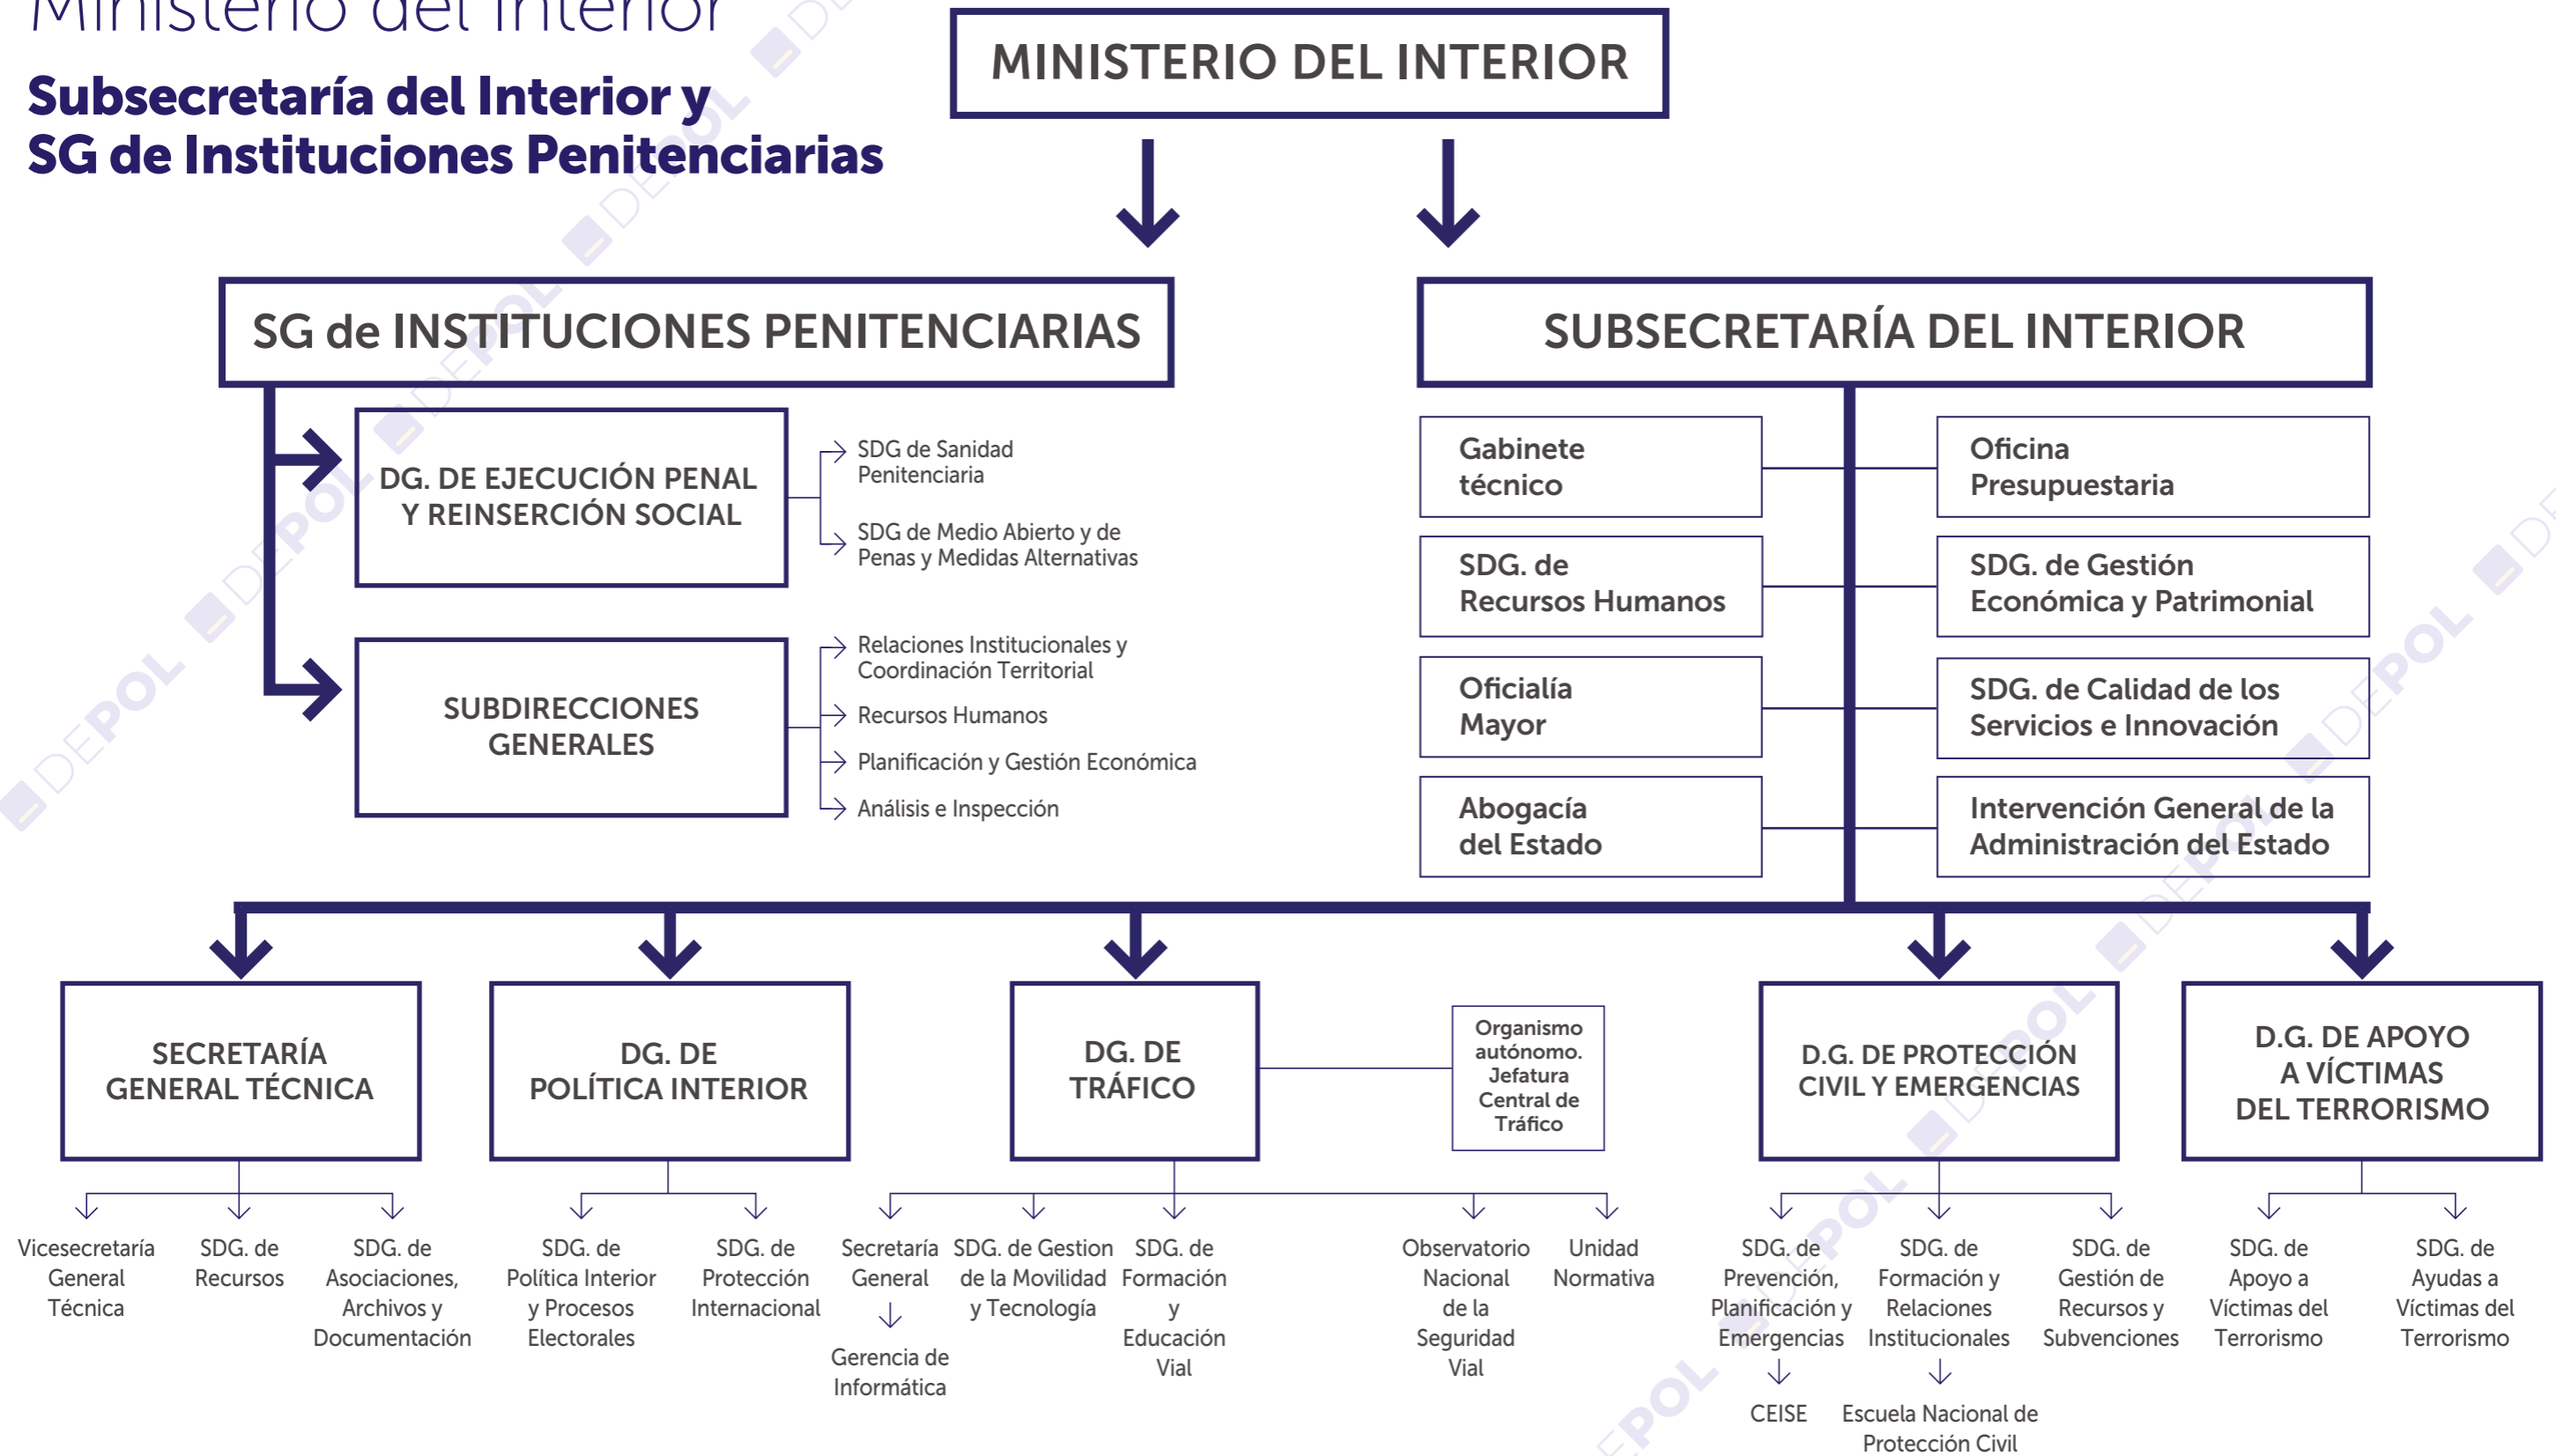 Ministerio del Interior
Subsecretaría del Interior y
SG de Instituciones Penitenciarias
MINISTERIO DEL INTERIOR
SG de INSTITUCIONES PENITENCIARIAS
DG. DE EJECUCIÓN PENAL
Y REINSERCIÓN SOCIAL
SDG de Sanidad
Penitenciaria
SDG de Medio Abierto y de
Penas y Medidas Alternativas
SUBDIRECCIONES
GENERALES
Relaciones Institucionales y
Coordinación Territorial
Recursos Humanos
Planificación y Gestión Económica
Análisis e Inspección
SUBSECRETARÍA DEL INTERIOR
Gabinete
técnico
Oficina
Presupuestaria
SDG. de
Recursos Humanos
SDG. de Gestión
Económica y Patrimonial
Oficialía
Mayor
SDG. de Calidad de los
Servicios e Innovación
Abogacía
del Estado
Intervención General de la
Administración del Estado
SECRETARÍA
GENERAL TÉCNICA
Vicesecretaría
General
Técnica
SDG. de
Recursos
SDG. de
Asociaciones,
Archivos y
Documentación
DG. DE
POLÍTICA INTERIOR
SDG. de
Política Interior
y Procesos
Electorales
SDG. de
Protección
Internacional
DG. DE
TRÁFICO
Organismo
autónomo.
Jefatura
Central de
Tráfico
Secretaría
General
Gerencia de
Informática
SDG. de Gestion
de la Movilidad
y Tecnología
SDG. de
Formación
y
Educación
Vial
Observatorio
Nacional
de la
Seguridad
Vial
Unidad
Normativa
D.G. DE PROTECCIÓN
CIVIL Y EMERGENCIAS
SDG. de
Prevención,
Planificación y
Emergencias
CEISE
SDG. de
Formación y
Relaciones
Institucionales
Escuela Nacional de
Protección Civil
SDG. de
Gestión de
Recursos y
Subvenciones
D.G. DE APOYO
A VÍCTIMAS
DEL TERRORISMO
SDG. de
Apoyo a
Víctimas del
Terrorismo
SDG. de
Ayudas a
Víctimas del
Terrorismo
DEPOL
DEPOL
DEPOL
DEPOL
DEPOL
DEPOL
DEPOL
DEPOL
DEPOL